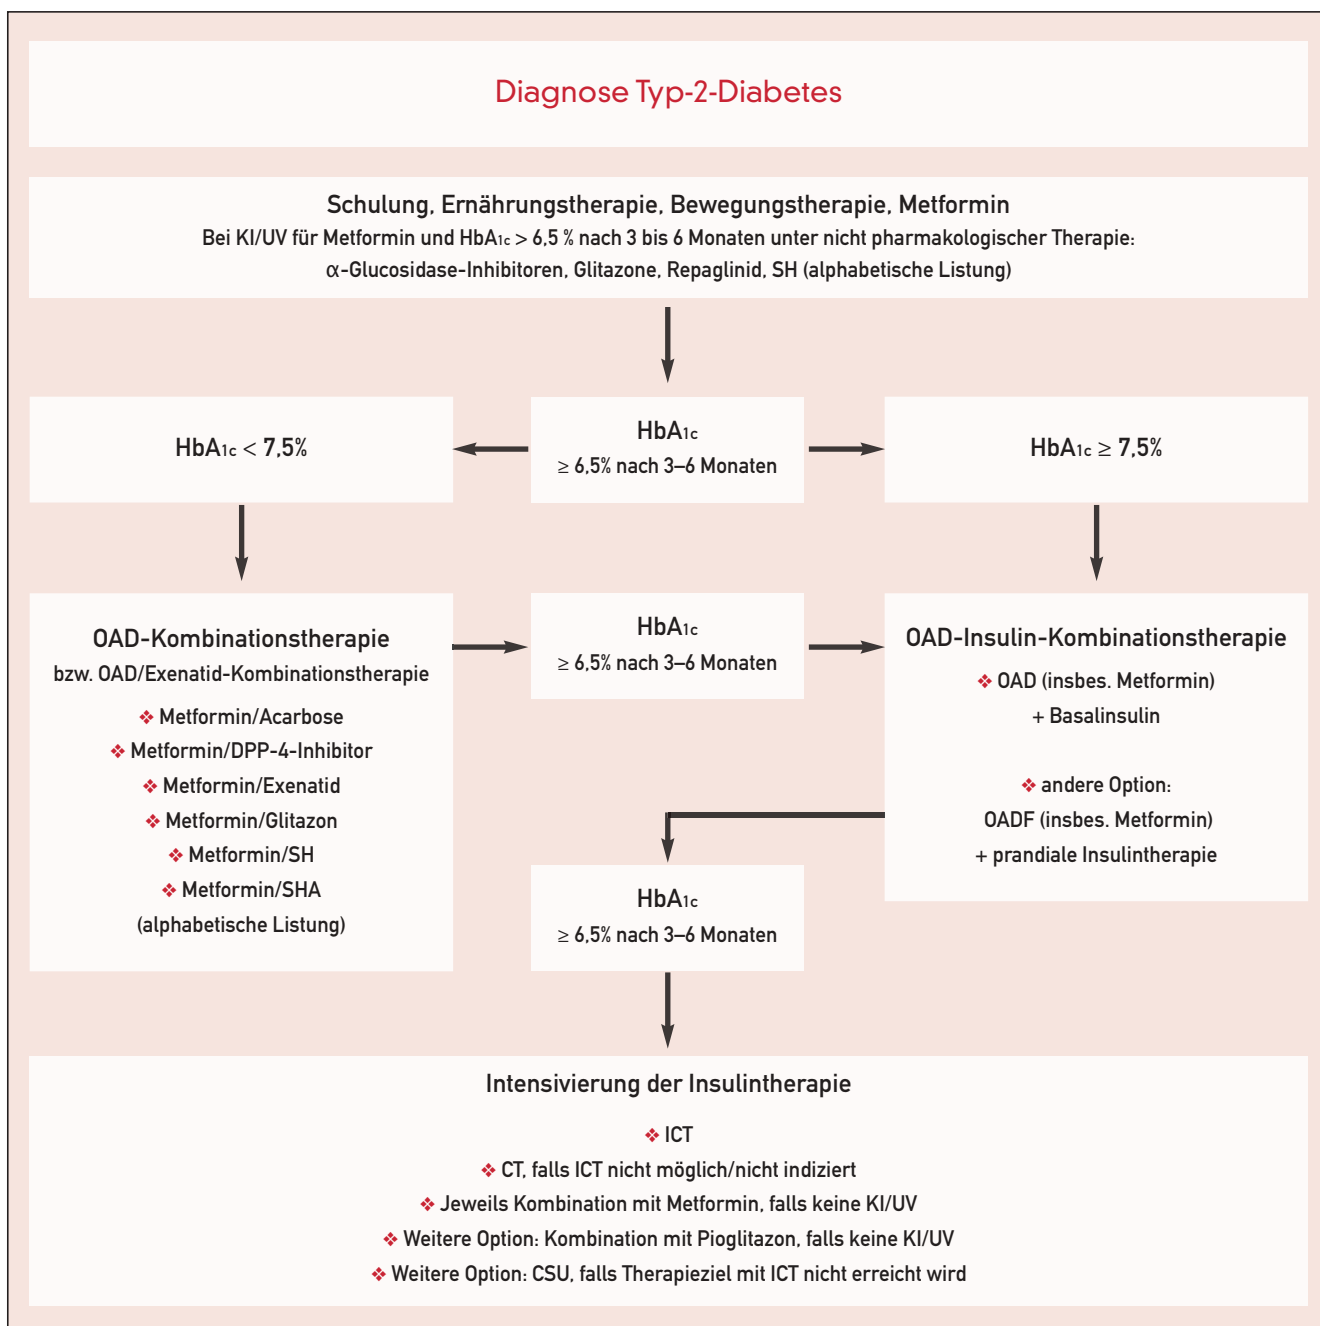 Diagnose Typ-2-Diabetes
Schulung, Ernährungstherapie, Bewegungstherapie, Metformin
Bei KI/UV für Metformin und HbA1c > 6,5 % nach 3 bis 6 Monaten unter nicht pharmakologischer Therapie:
α-Glucosidase-Inhibitoren, Glitazone, Repaglinid, SH (alphabetische Listung)
HbA1c < 7,5%
HbA1c
≥ 6,5% nach 3–6 Monaten
HbA1c ≥ 7,5%
OAD-Kombinationstherapie
bzw. OAD/Exenatid-Kombinationstherapie
❖ Metformin/Acarbose
❖ Metformin/DPP-4-Inhibitor
❖ Metformin/Exenatid
❖ Metformin/Glitazon
❖ Metformin/SH
❖ Metformin/SHA
(alphabetische Listung)
HbA1c
≥ 6,5% nach 3–6 Monaten
OAD-Insulin-Kombinationstherapie
❖ OAD (insbes. Metformin)
+ Basalinsulin
❖ andere Option:
OADF (insbes. Metformin)
+ prandiale Insulintherapie
HbA1c
≥ 6,5% nach 3–6 Monaten
Intensivierung der Insulintherapie
❖ ICT
❖ CT, falls ICT nicht möglich/nicht indiziert
❖ Jeweils Kombination mit Metformin, falls keine KI/UV
❖ Weitere Option: Kombination mit Pioglitazon, falls keine KI/UV
❖ Weitere Option: CSU, falls Therapieziel mit ICT nicht erreicht wird